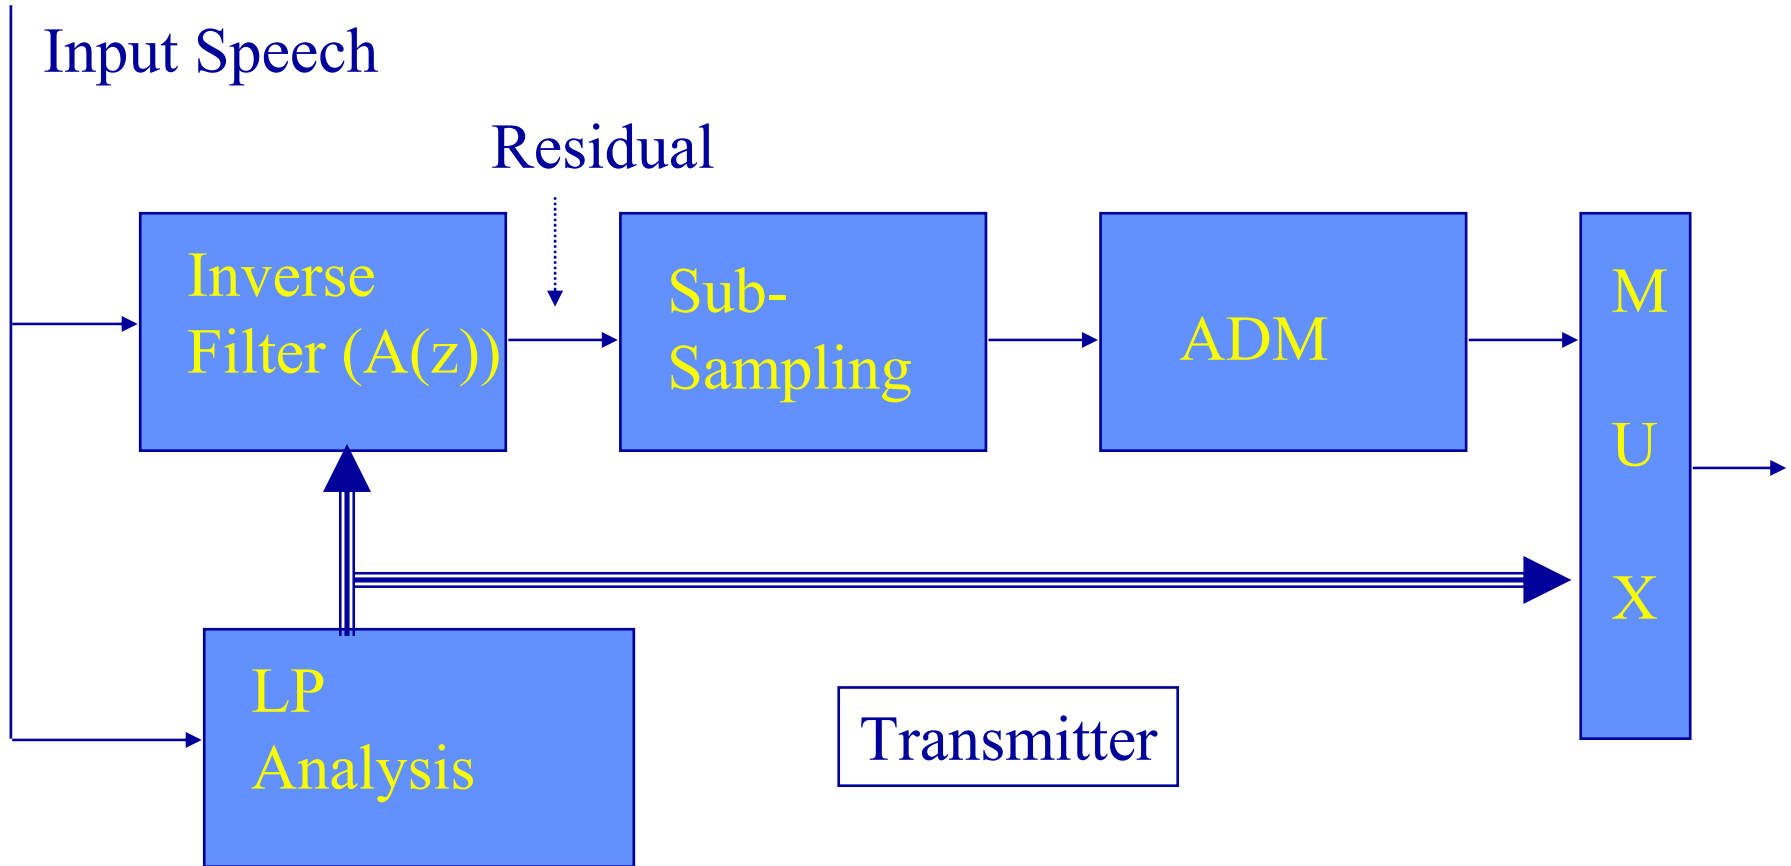 Input Speech
Residual
Inverse
Filter (A(z))
Sub-
Sampling
ADM
M
U
X
LP
Analysis
Transmitter